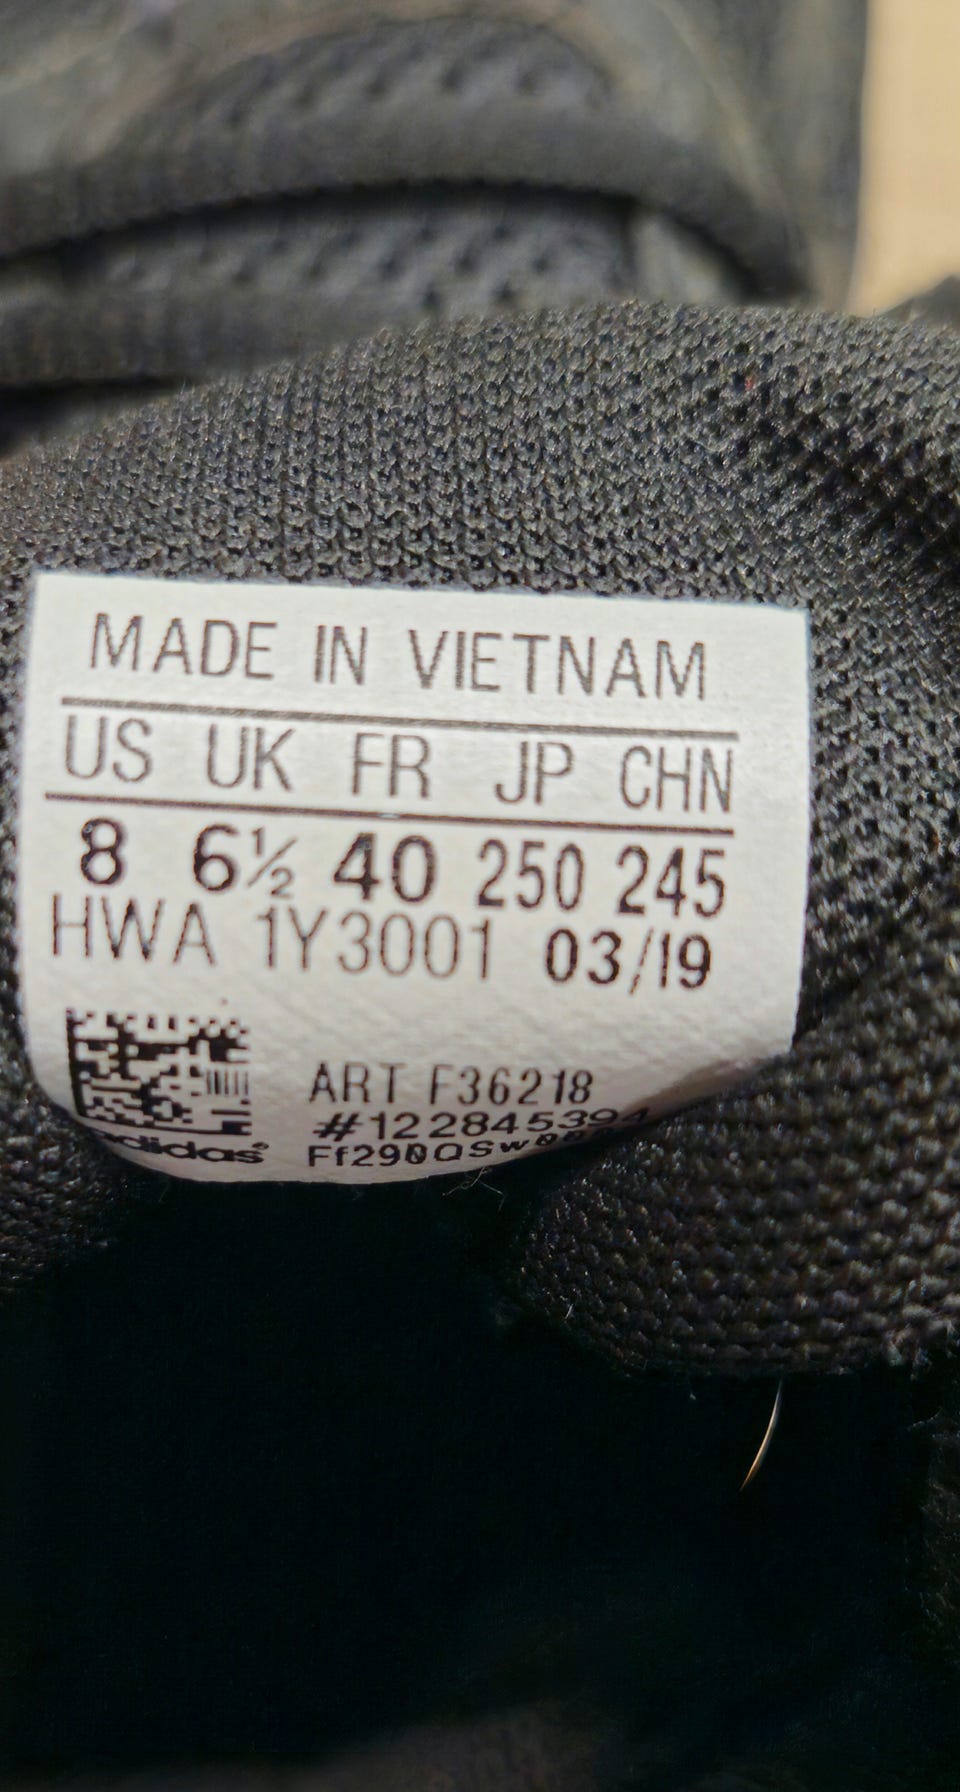 MADE IN VIETNAM
US UK FR JP CHN
8 6½ 40 250 245
HWA 1Y3001 03/19
ART F36218
#122845394
adidas